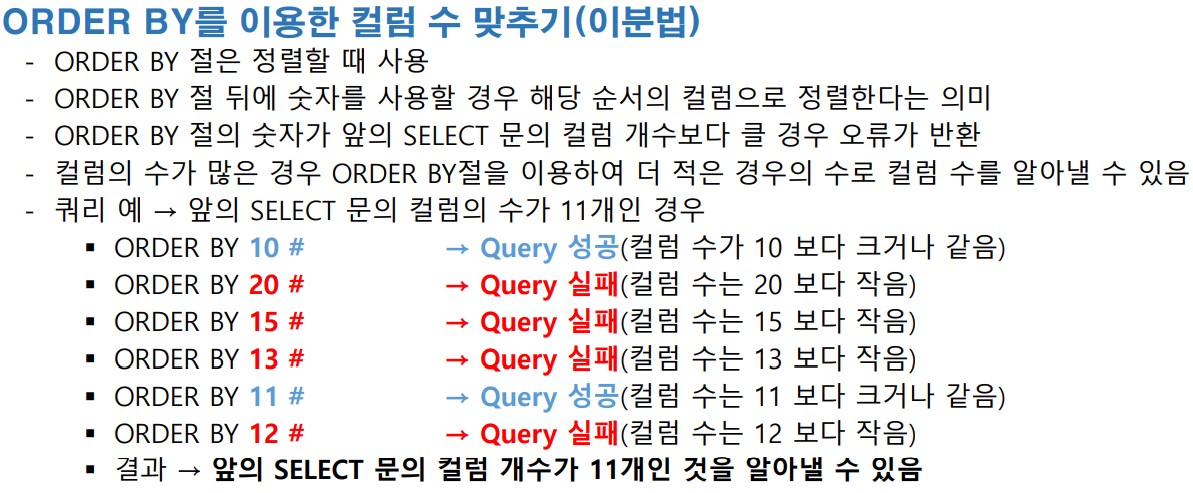 ORDER BY를 이용한 컬럼 수 맞추기(이분법)
- ORDER BY 절은 정렬할 때 사용
- ORDER BY 절 뒤에 숫자를 사용할 경우 해당 순서의 컬럼으로 정렬한다는 의미
- ORDER BY 절의 숫자가 앞의 SELECT 문의 컬럼 개수보다 클 경우 오류가 반환
- 컬럼의 수가 많은 경우 ORDER BY절을 이용하여 더 적은 경우의 수로 컬럼 수를 알아낼 수 있음
- 쿼리 예 → 앞의 SELECT 문의 컬럼의 수가 11개인 경우
▪ ORDER BY 10 # → Query 성공(컬럼 수가 10 보다 크거나 같음)
▪ ORDER BY 20 # → Query 실패(컬럼 수는 20 보다 작음)
▪ ORDER BY 15 # → Query 실패(컬럼 수는 15 보다 작음)
▪ ORDER BY 13 # → Query 실패(컬럼 수는 13 보다 작음)
▪ ORDER BY 11 # → Query 성공(컬럼 수는 11 보다 크거나 같음)
▪ ORDER BY 12 # → Query 실패(컬럼 수는 12 보다 작음)
▪ 결과 → 앞의 SELECT 문의 컬럼 개수가 11개인 것을 알아낼 수 있음